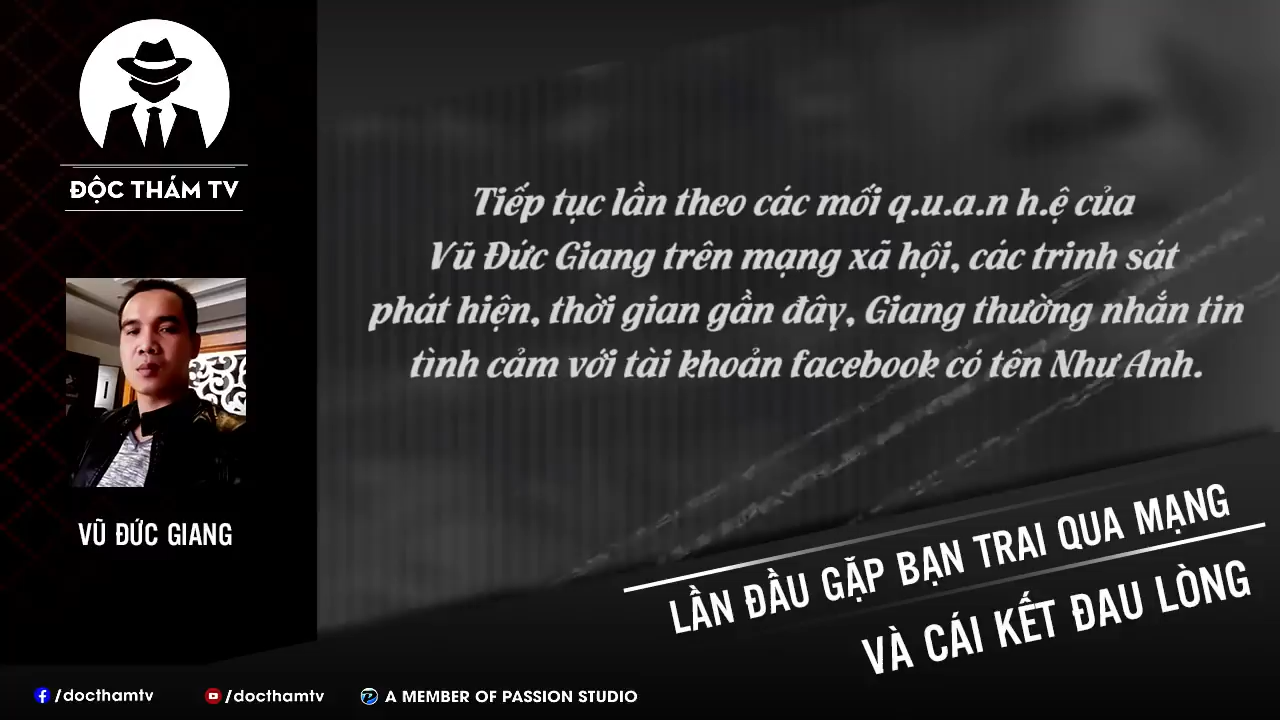 ĐỘC THÁM TV
VŨ ĐỨC GIANG
Tiếp tục lần theo các mối q.u.a.n h.ệ của
Vũ Đức Giang trên mạng xã hội, các trinh sát
phát hiện, thời gian gần đây, Giang thường nhắn tin
tình cảm với tài khoản facebook có tên Như Anh.
LẦN ĐẦU GẶP BẠN TRAI QUA MẠNG
VÀ CÁI KẾT ĐAU LÒNG
/docthamtv
/docthamtv
A MEMBER OF PASSION STUDIO